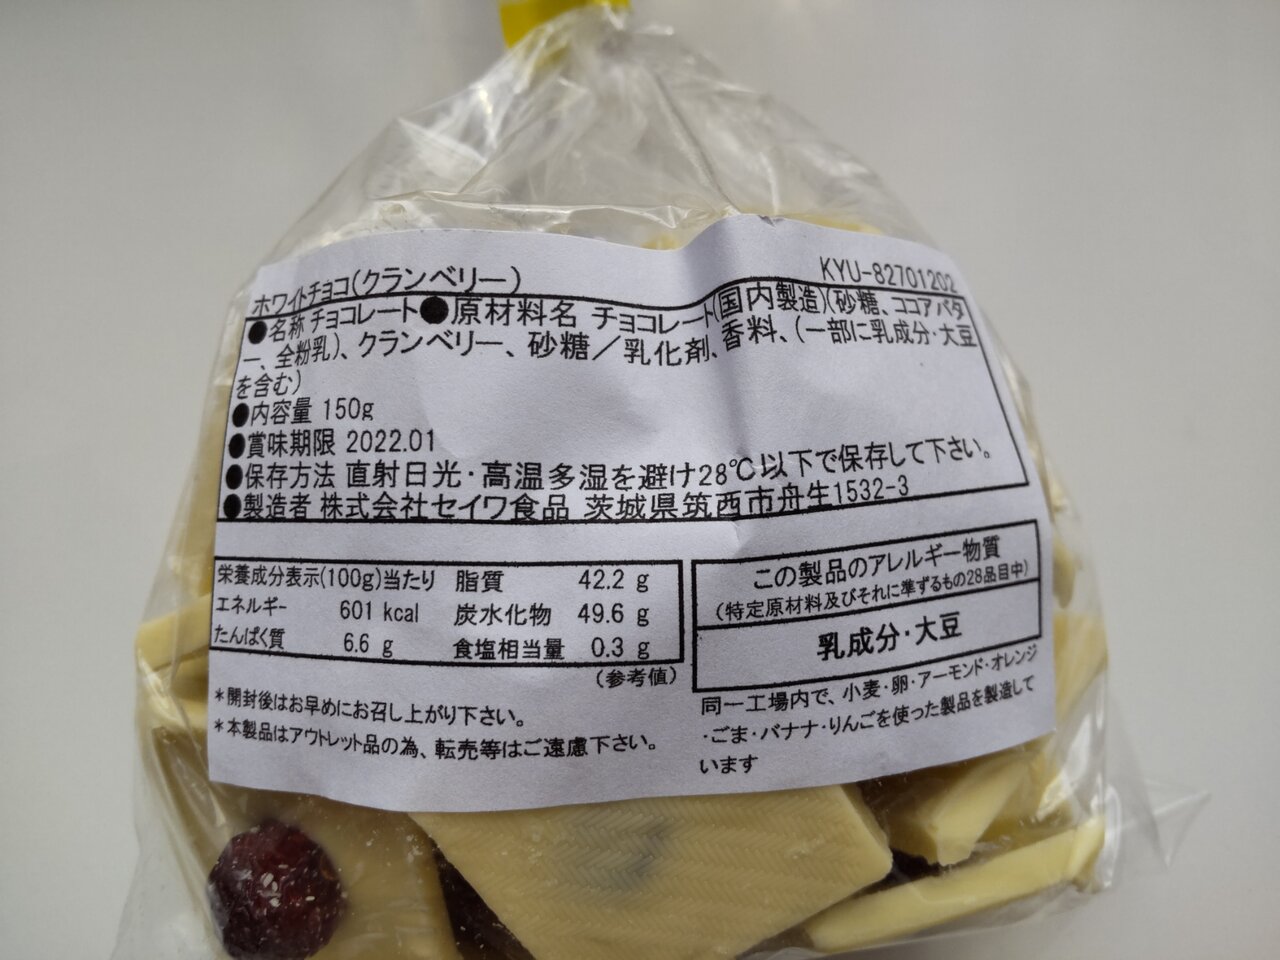 ホワイトチョコ(クランベリー)
KYU-82701202
●名称 チョコレート●原材料名 チョコレート(国内製造)(砂糖、ココアバタ
ー、全粉乳)、クランベリー、砂糖／乳化剤、香料、(一部に乳成分・大豆
を含む)
●内容量 150g
●賞味期限 2022.01
●保存方法 直射日光・高温多湿を避け28℃以下で保存して下さい。
●製造者 株式会社セイワ食品 茨城県筑西市舟生1532-3
栄養成分表示(100g)当たり 脂質 42.2 g
エネルギー 601 kcal 炭水化物 49.6 g
たんぱく質 6.6 g 食塩相当量 0.3 g
(参考値)
*開封後はお早めにお召し上がり下さい。
*本製品はアウトレット品の為、転売等はご遠慮下さい。
この製品のアレルギー物質
(特定原材料及びそれに準ずるもの28品目中)
乳成分・大豆
同一工場内で、小麦・卵・アーモンド・オレンジ
・ごま・バナナ・りんごを使った製品を製造して
います